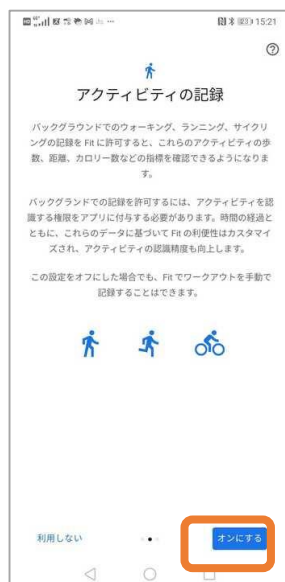 15:21
アクティビティの記録
バックグラウンドでのウォーキング、ランニング、サイクリ
ングの記録を Fit に許可すると、これらのアクティビティの歩
数、距離、カロリー数などの指標を確認できるようになりま
す。
バックグランドでの記録を許可するには、アクティビティを認
識する権限をアプリに付与する必要があります。時間の経過と
ともに、これらのデータに基づいて Fit の利便性はカスタマイ
ズされ、アクティビティの認識精度も向上します。
この設定をオフにした場合でも、Fit でワークアウトを手動で
記録することはできます。
利用しない
オンにする